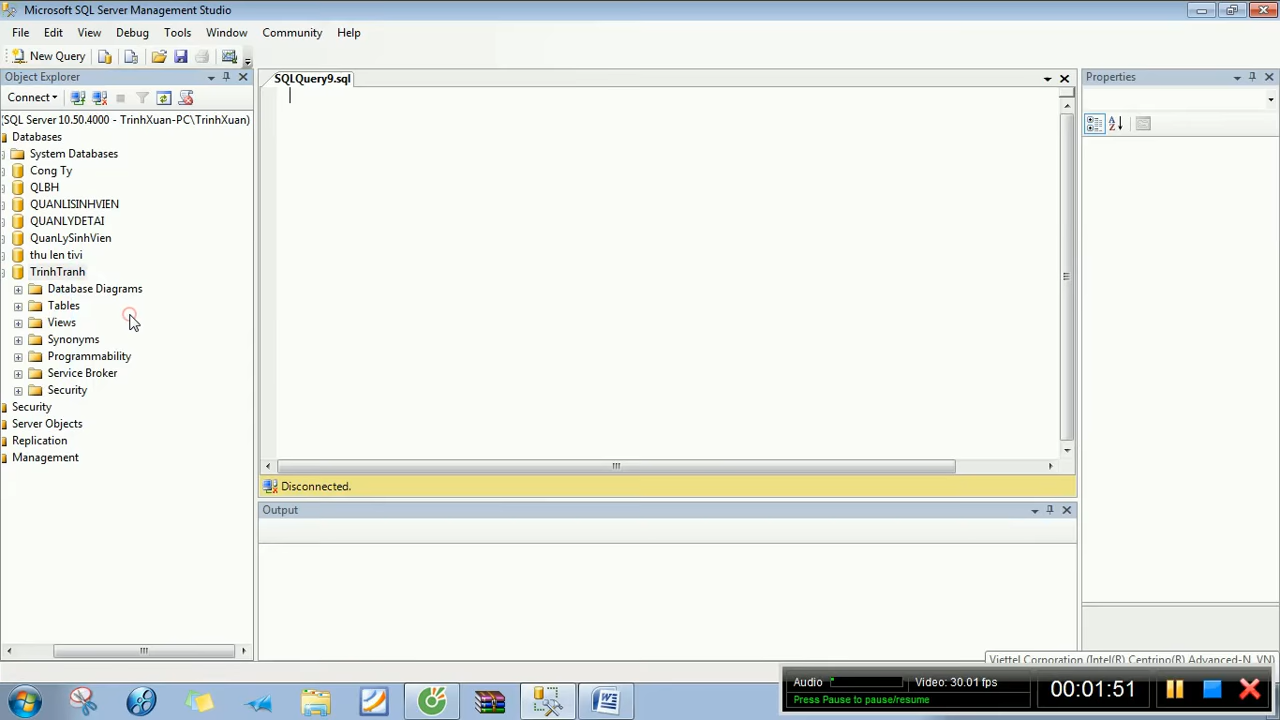 Microsoft SQL Server Management Studio
File Edit View Debug Tools Window Community Help
New Query
Object Explorer
Connect
(SQL Server 10.50.4000 - TrinhXuan-PC\TrinhXuan)
Databases
System Databases
Cong Ty
QLBH
QUANLISINHVIEN
QUANLYDETAI
QuanLySinhVien
thu len tivi
TrinhTranh
Database Diagrams
Tables
Views
Synonyms
Programmability
Service Broker
Security
Security
Server Objects
Replication
Management
SQLQuery9.sql
Disconnected.
Output
Properties
Viettel Corporation (Intel(R) Centrino(R) Advanced-N, VN)
Audio
Video: 30.01 fps
Press Pause to pause/resume
00:01:51